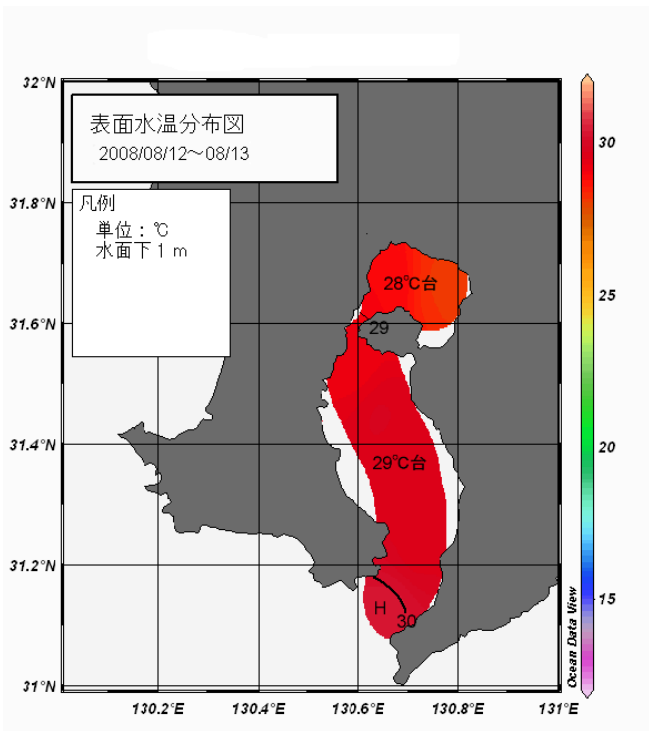 32°N
表面水温分布図
2008/08/12～08/13
31.8°N
凡例
単位：℃
水面下１ｍ
28℃台
31.6°N
29
31.4°N
29℃台
31.2°N
H
30
31°N
130.2°E
130.4°E
130.6°E
130.8°E
131°E
30
25
20
15
Ocean Data View